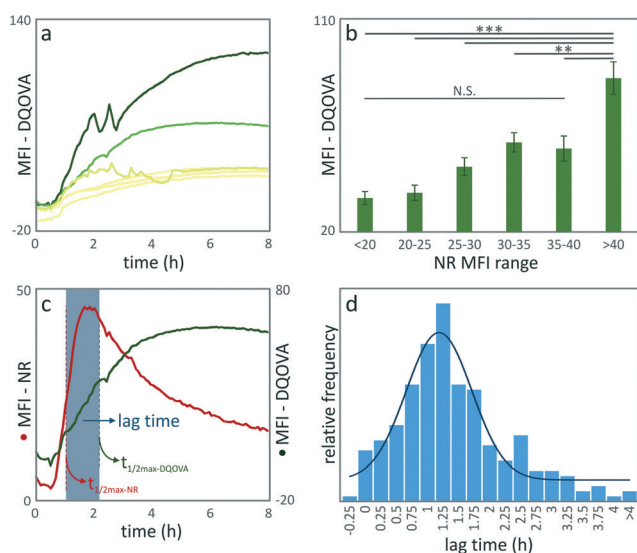 a
140
MFI - DQOVA
-20
0
2
4
6
8
time (h)
b
110
MFI - DQOVA
20
***
**
N.S.
<20
20-25
25-30
30-35
35-40
>40
NR MFI range
c
50
● MFI - NR
0
80
● MFI - DQOVA
-20
lag time
t1/2max-DQOVA
t1/2max-NR
0
2
4
6
8
time (h)
d
relative frequency
-0.25
0
0.25
0.5
0.75
1
1.25
1.5
1.75
2
2.25
2.5
2.75
3
3.25
3.5
3.75
4
>4
lag time (h)